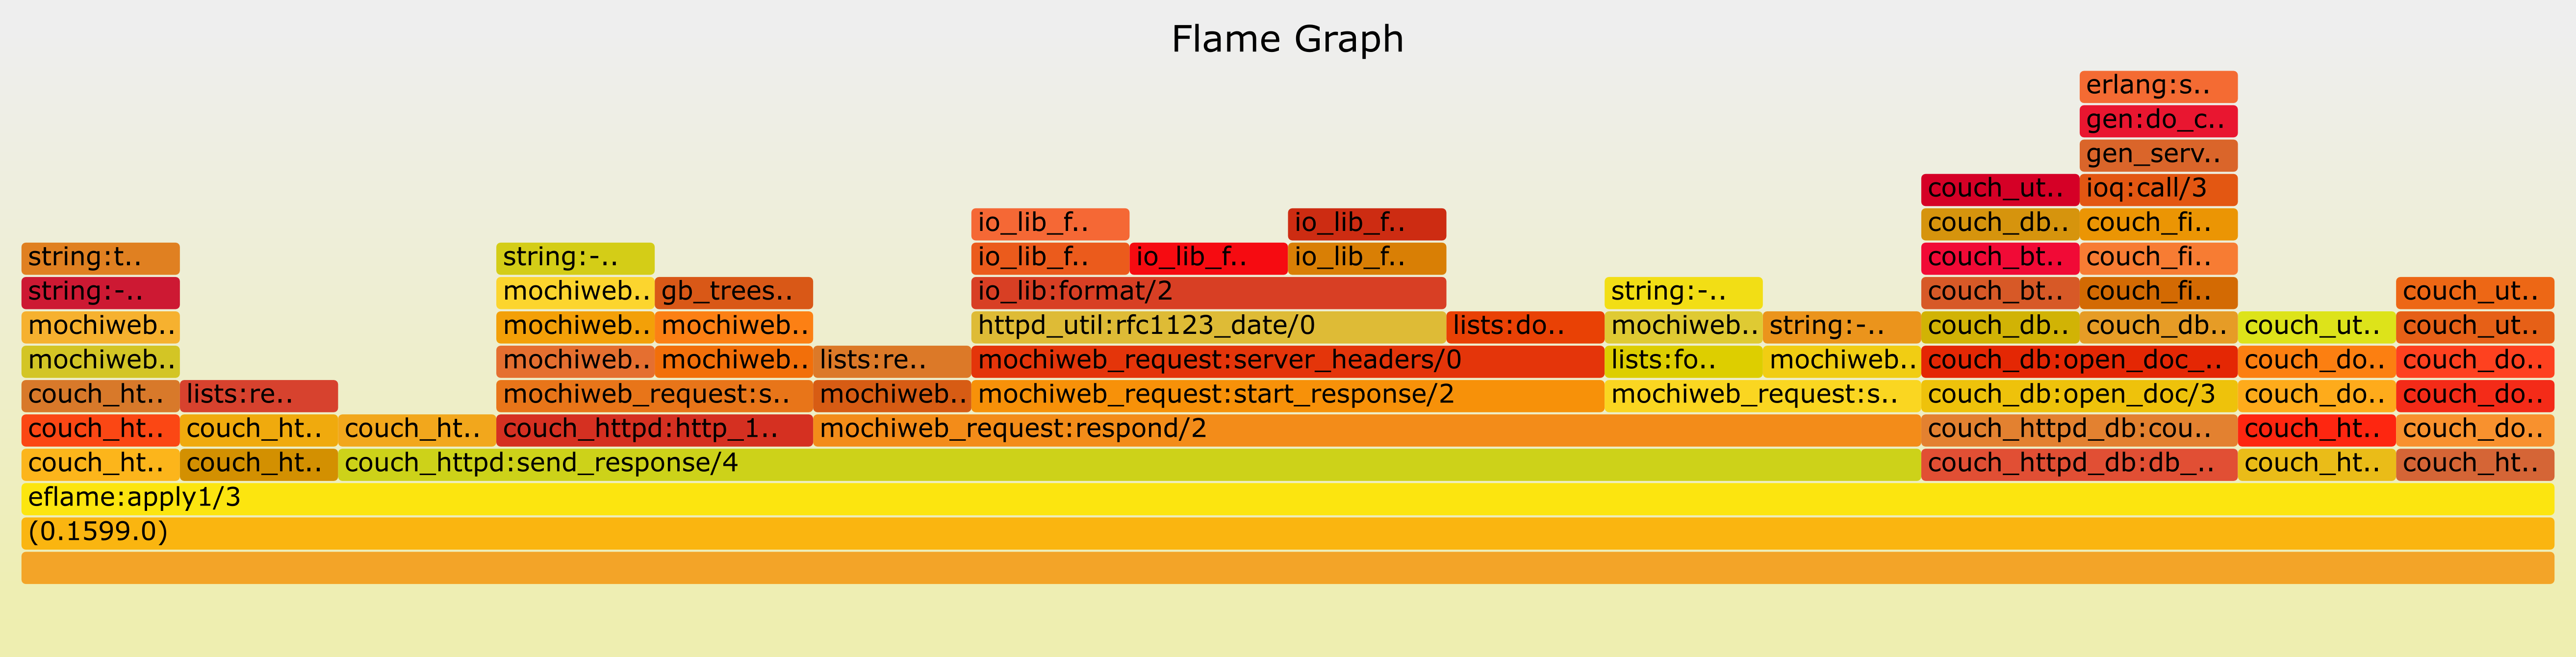 Flame Graph
erlang:s..
gen:do_c..
gen_serv..
couch_ut.. ioq:call/3
io_lib_f.. io_lib_f.. couch_db.. couch_fi..
string:t.. string:-.. io_lib_f.. io_lib_f.. io_lib_f.. couch_bt.. couch_fi..
string:-.. mochiweb.. gb_trees.. io_lib:format/2 string:-.. couch_bt.. couch_fi.. couch_ut..
mochiweb.. mochiweb.. mochiweb.. httpd_util:rfc1123_date/0 lists:do.. mochiweb.. string:-.. couch_db.. couch_db.. couch_ut.. couch_ut..
mochiweb.. mochiweb.. mochiweb.. lists:re.. mochiweb_request:server_headers/0 lists:fo.. mochiweb.. couch_db:open_doc_.. couch_do.. couch_do..
couch_ht.. lists:re.. mochiweb_request:s.. mochiweb.. mochiweb_request:start_response/2 mochiweb_request:s.. couch_db:open_doc/3 couch_do.. couch_do..
couch_ht.. couch_ht.. couch_ht.. couch_httpd:http_1.. mochiweb_request:respond/2 couch_httpd_db:cou.. couch_ht.. couch_do..
couch_ht.. couch_ht.. couch_httpd:send_response/4 couch_httpd_db:db_.. couch_ht.. couch_ht..
eflame:apply1/3
(0.1599.0)